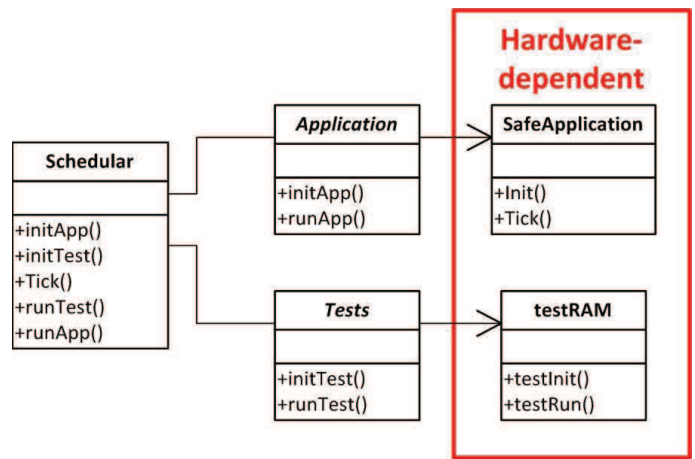 Hardware-
dependent
Schedular
+initApp()
+initTest()
+Tick()
+runTest()
+runApp()
Application
+initApp()
+runApp()
SafeApplication
+Init()
+Tick()
Tests
+initTest()
+runTest()
testRAM
+testInit()
+testRun()